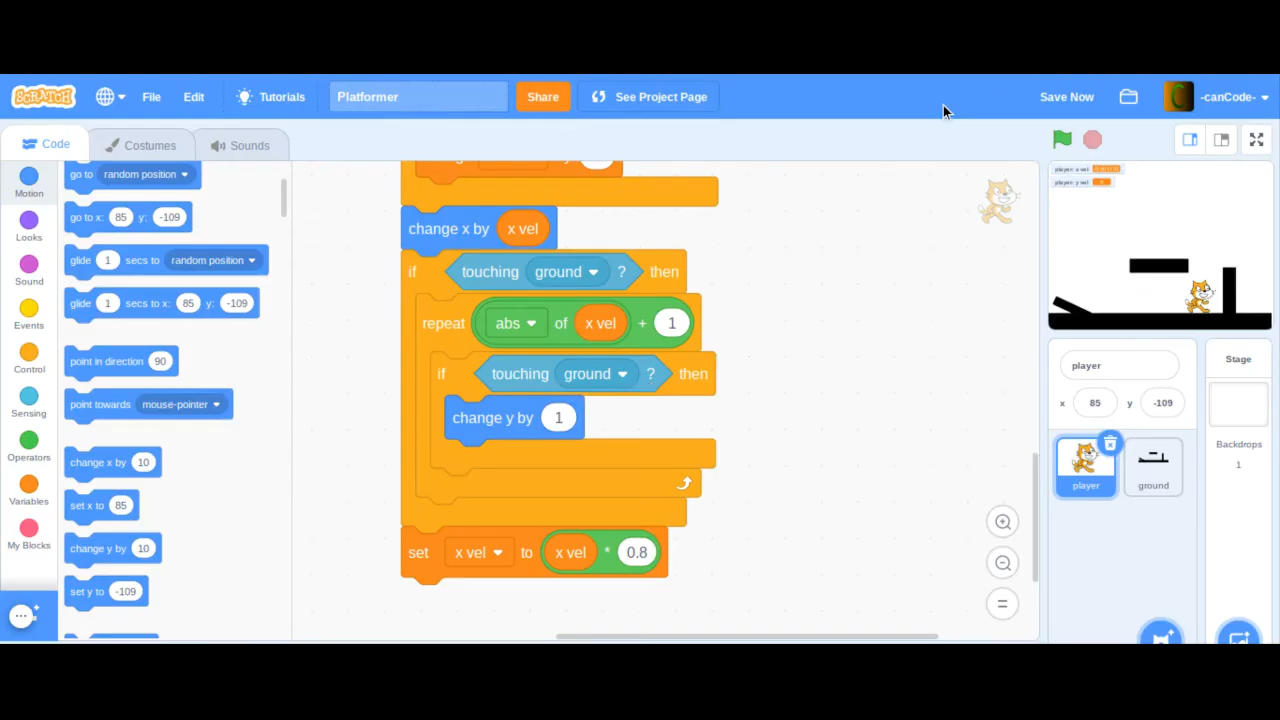 SCRATCH File Edit Tutorials Platformer Share See Project Page Save Now -canCode-
Code Costumes Sounds
Motion
Looks
Sound
Events
Control
Sensing
Operators
Variables
My Blocks
go to random position
go to x: 85 y: -109
glide 1 secs to random position
glide 1 secs to x: 85 y: -109
point in direction 90
point towards mouse-pointer
change x by 10
set x to 85
change y by 10
set y to -109
change x by x vel
if touching ground ? then
repeat abs of x vel + 1
if touching ground ? then
change y by 1
set x vel to x vel * 0.8
player: x vel
player: y vel
player
x 85 y -109
player
ground
Stage
Backdrops
1